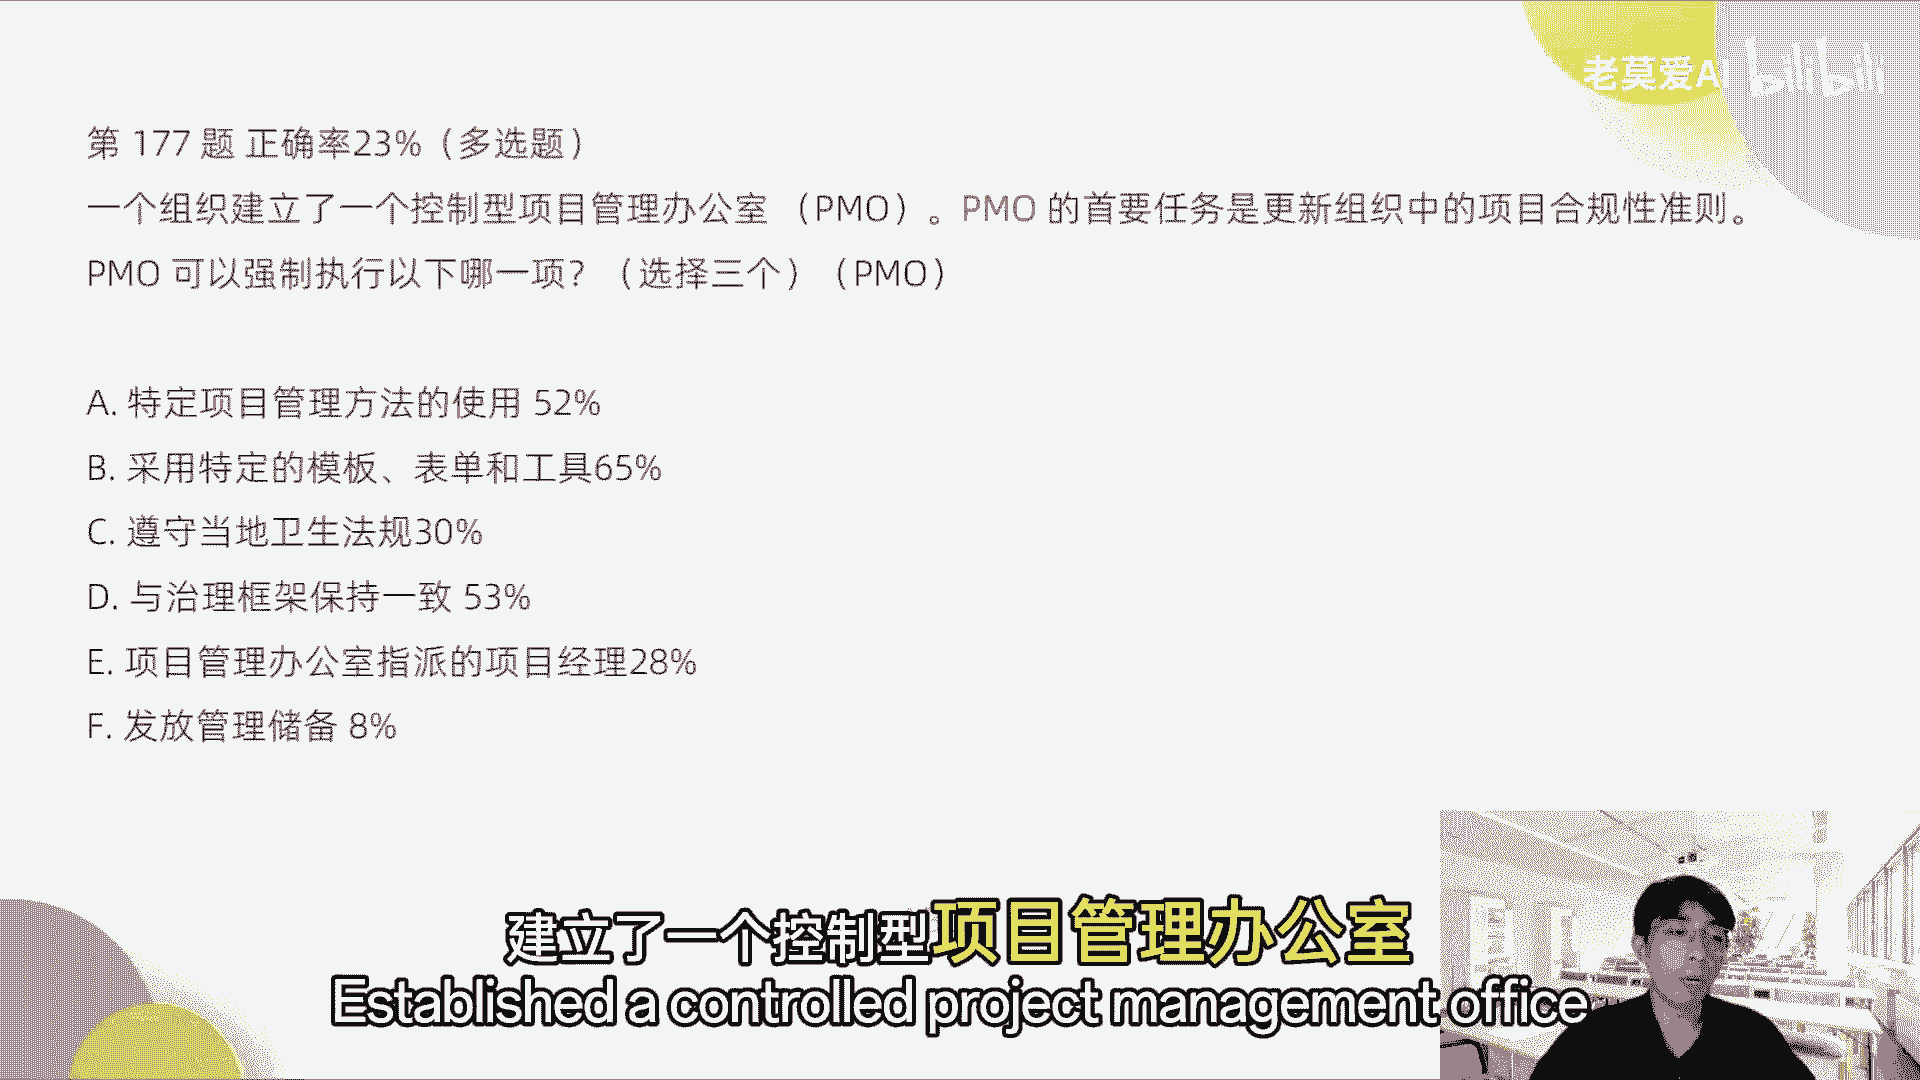 老莫爱AI bilibili
第 177 题 正确率23%（多选题）
一个组织建立了一个控制型项目管理办公室 （PMO）。PMO 的首要任务是更新组织中的项目合规性准则。
PMO 可以强制执行以下哪一项？（选择三个）（PMO）
A. 特定项目管理方法的使用 52%
B. 采用特定的模板、表单和工具65%
C. 遵守当地卫生法规30%
D. 与治理框架保持一致 53%
E. 项目管理办公室指派的项目经理28%
F. 发放管理储备 8%
建立了一个控制型项目管理办公室
Established a controlled project management office